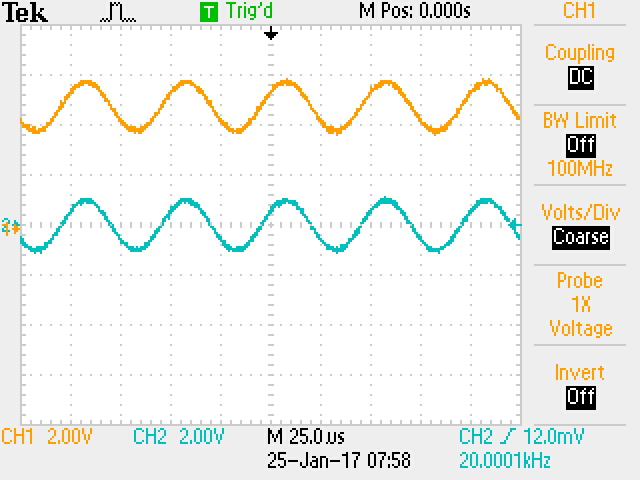 Tek T Trig'd M Pos: 0.000s CH1
Coupling
DC
BW Limit
Off
100MHz
Volts/Div
Coarse
Probe
1X
Voltage
Invert
Off
CH1 2.00V CH2 2.00V M 25.0us CH2 12.0mV
25-Jan-17 07:58 20.0001kHz